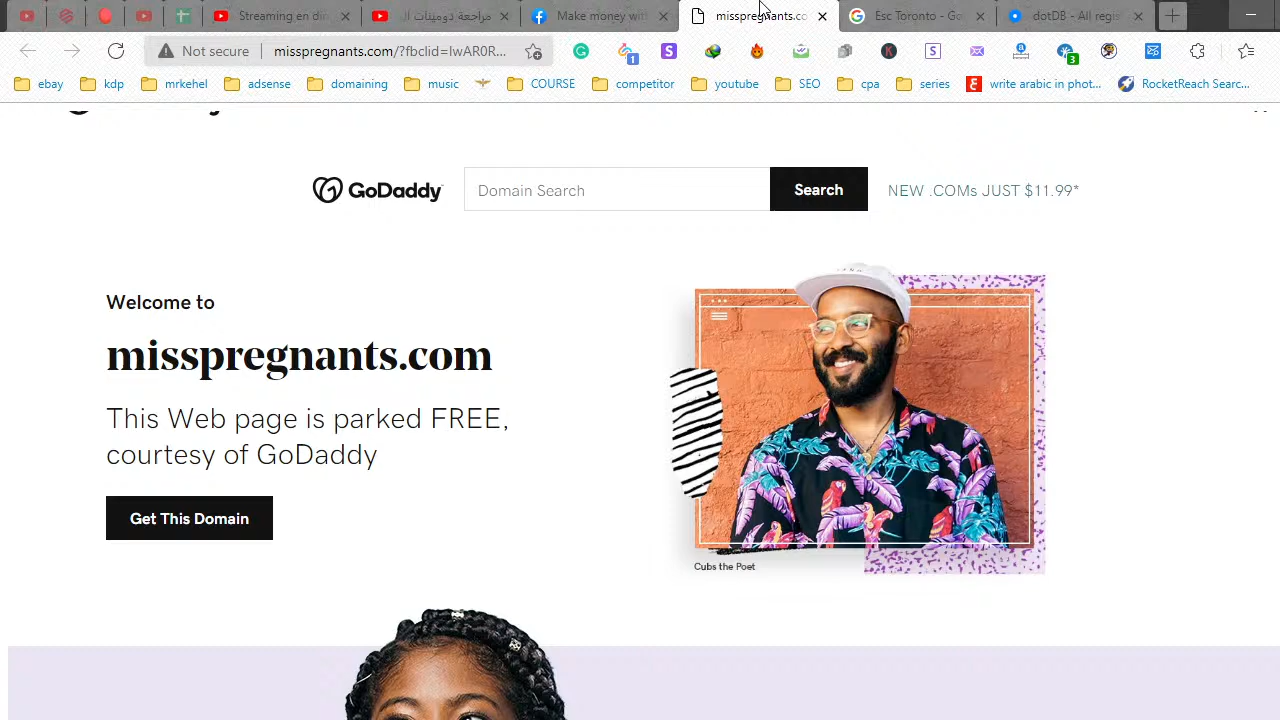 Streaming en di
مراجعة دومينات ال
Make money wit
misspregnants.co
Esc Toronto - Go
dotDB - All regis
Not secure
misspregnants.com/?fbclid=IwAR0R...
1
3
ebay
kdp
mrkehel
adsense
domaining
music
COURSE
competitor
youtube
SEO
cpa
series
write arabic in phot...
RocketReach Searc...
GoDaddy
Domain Search
Search
NEW .COMs JUST $11.99*
Welcome to
misspregnants.com
This Web page is parked FREE,
courtesy of GoDaddy
Get This Domain
Cubs the Poet